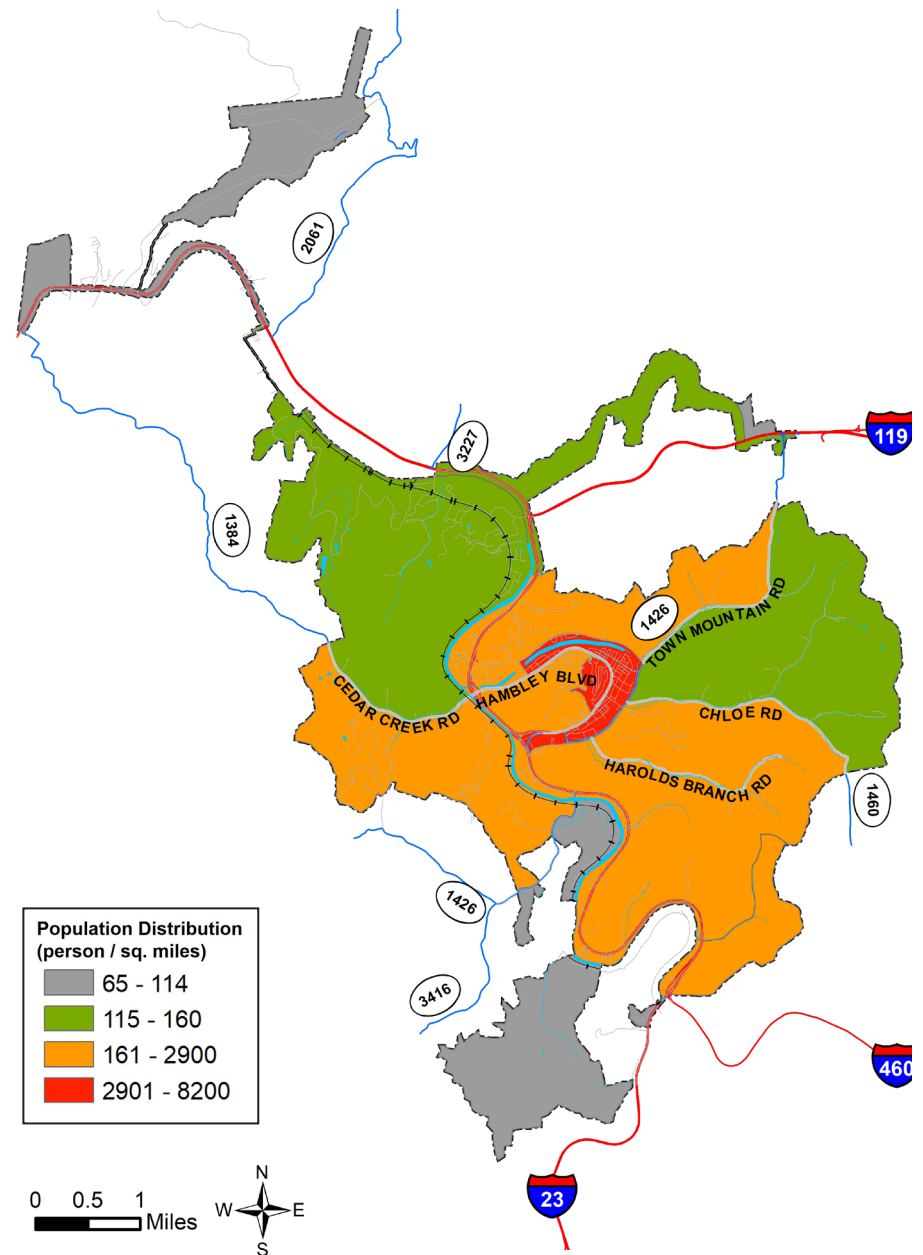 2061
119
3227
1384
1426
TOWN MOUNTAIN RD
HAMBLEY BLVD
CEDAR CREEK RD
CHLOE RD
HAROLDS BRANCH RD
1460
1426
3416
460
23
Population Distribution
(person / sq. miles)
65 - 114
115 - 160
161 - 2900
2901 - 8200
0 0.5 1
Miles
N
W E
S